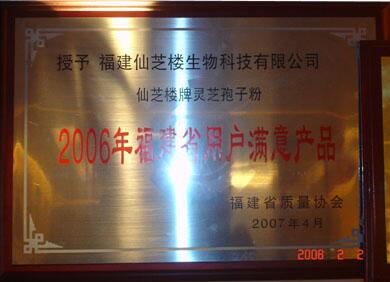 授予 福建仙芝楼生物科技有限公司
仙芝楼牌灵芝孢子粉
2006年福建省用户满意产品
福建省质量协会
2007年4月
2008 2 2